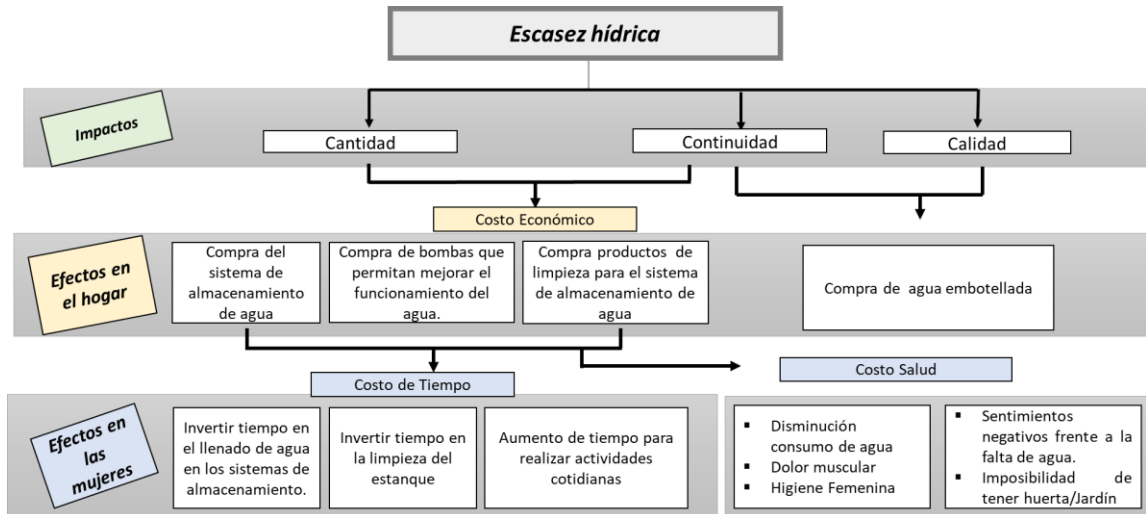 Escasez hídrica
Impactos
Cantidad
Continuidad
Calidad
Costo Económico
Efectos en
el hogar
Compra del
sistema de
almacenamiento
de agua
Compra de bombas que
permitan mejorar el
funcionamiento del
agua.
Compra productos de
limpieza para el sistema
de almacenamiento de
agua
Compra de agua embotellada
Costo de Tiempo
Costo Salud
Efectos en
las
mujeres
Invertir tiempo en
el llenado de agua
en los sistemas de
almacenamiento.
Invertir tiempo en
la limpieza del
estanque
Aumento de tiempo para
realizar actividades
cotidianas
▪ Disminución
consumo de agua
▪ Dolor muscular
▪ Higiene Femenina
▪ Sentimientos
negativos frente a la
falta de agua.
▪ Imposibilidad de
tener huerta/Jardín